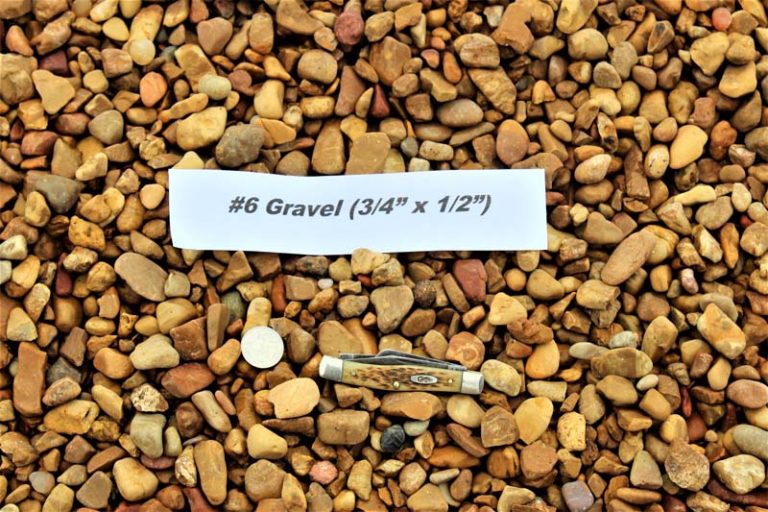 #6 Gravel (3/4” x 1/2”)